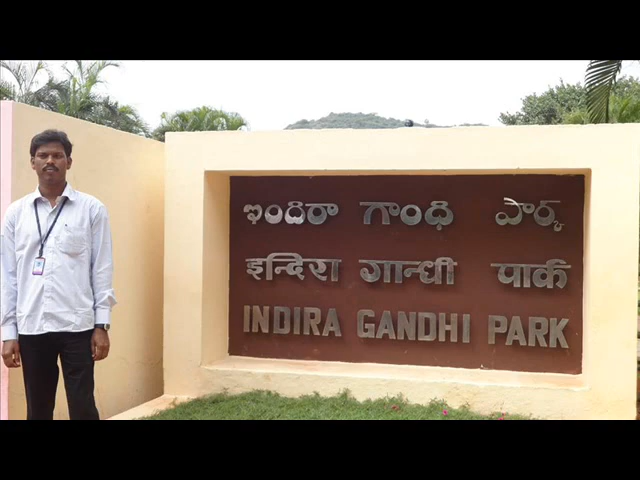 ఇందిరా గాంధి పార్క్
इन्दिरा गान्धी पार्क
INDIRA GANDHI PARK